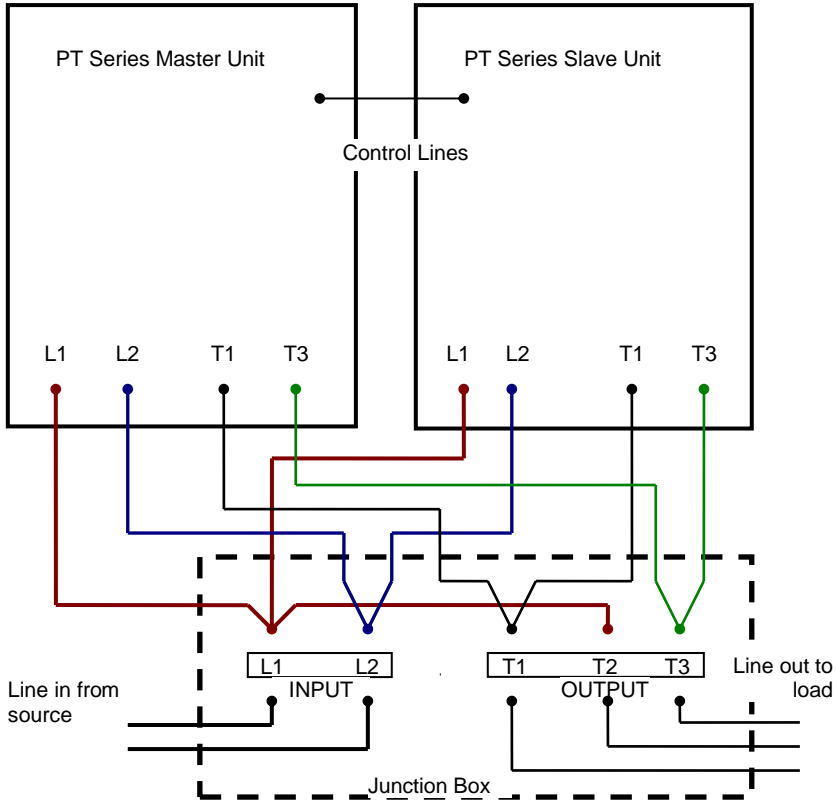 PT Series Master Unit
PT Series Slave Unit
Control Lines
L1 L2 T1 T3
L1 L2 T1 T3
L1 L2
INPUT
T1 T2 T3
OUTPUT
Line in from
source
Line out to
load
Junction Box